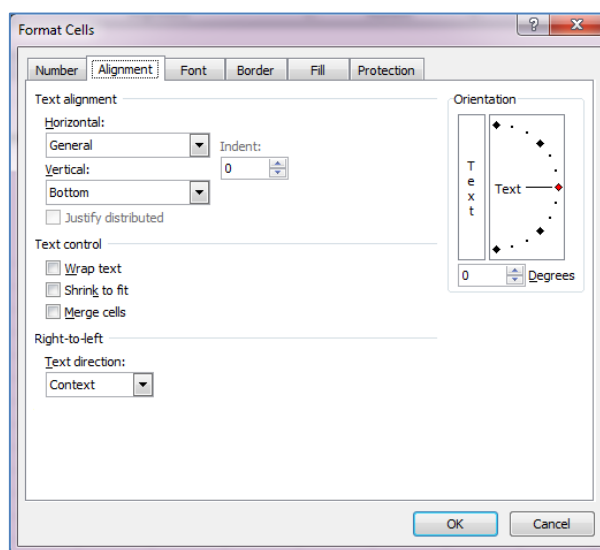 Format Cells
?
X
Number Alignment Font Border Fill Protection
Text alignment
Horizontal:
General
Indent:
0
Vertical:
Bottom
Justify distributed
Text control
Wrap text
Shrink to fit
Merge cells
Right-to-left
Text direction:
Context
Orientation
Text
Text
0 Degrees
OK Cancel